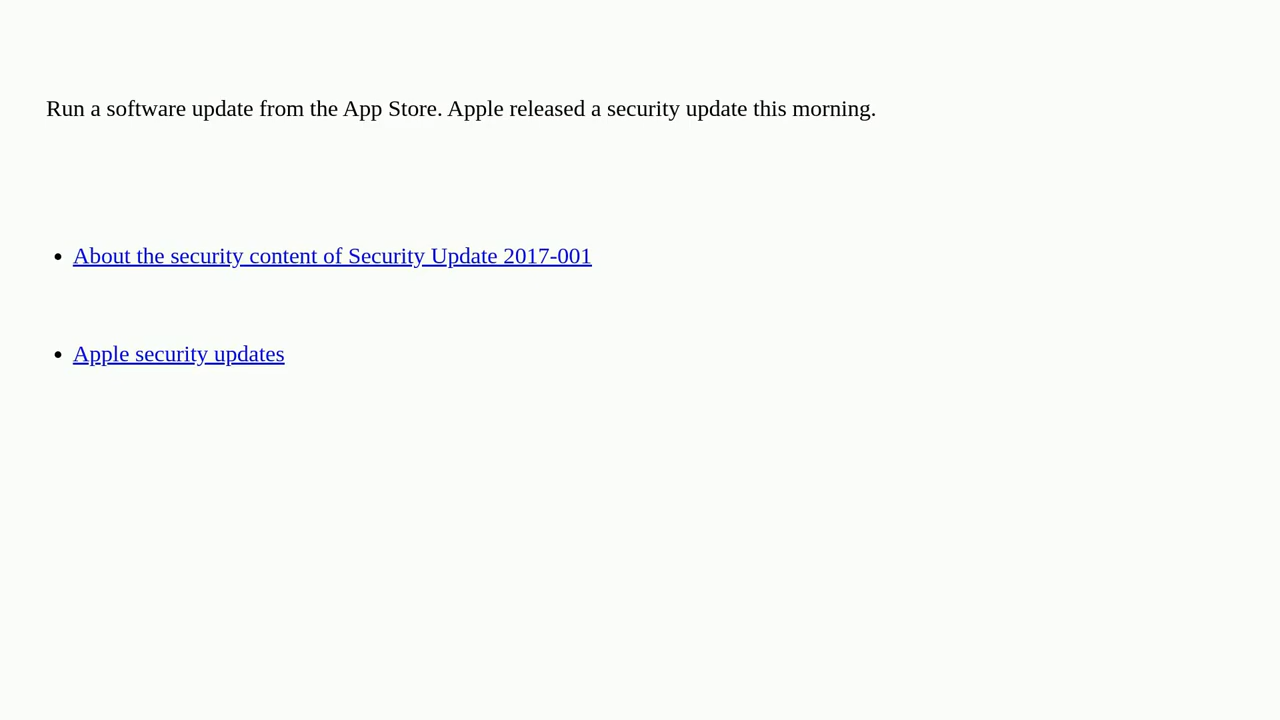 Run a software update from the App Store. Apple released a security update this morning.
• About the security content of Security Update 2017-001
• Apple security updates